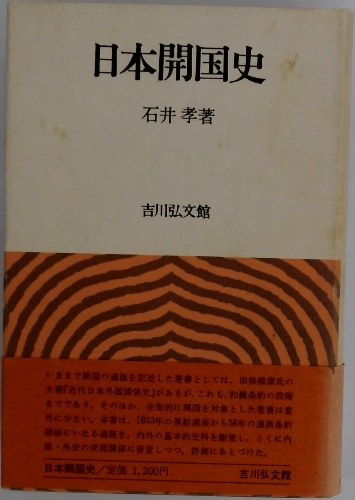 日本開国史
石井 孝著
吉川弘文館
いままで開国の過程を記述した著書としては、田保橋潔氏の
大著『近代日本外国関係史』があるが、これも、和親条約の段階
までであり、そのほか、全面的に開国を対象とした著書は意
外に少ない。本書は、1853年の黒船渡来から58年の通商条約
締結にいたる過程を、内外の基本的史料を駆使し、とくに内
政・外交の関係に留意しつつ、詳細にあとづけた。
日本開国史/定価 1,200円
吉川弘文館